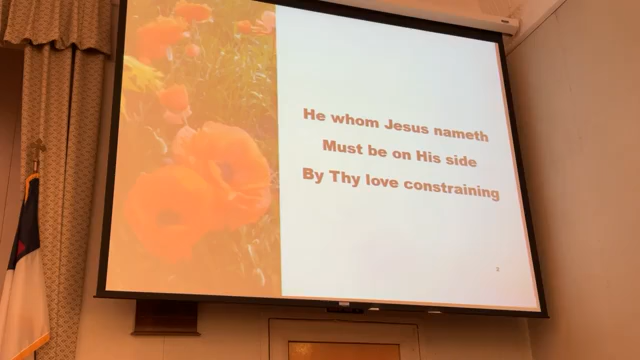 He whom Jesus nameth
Must be on His side
By Thy love constraining